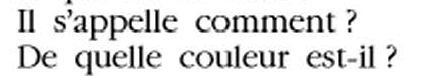 Il s'appelle comment ?
De quelle couleur est-il ?